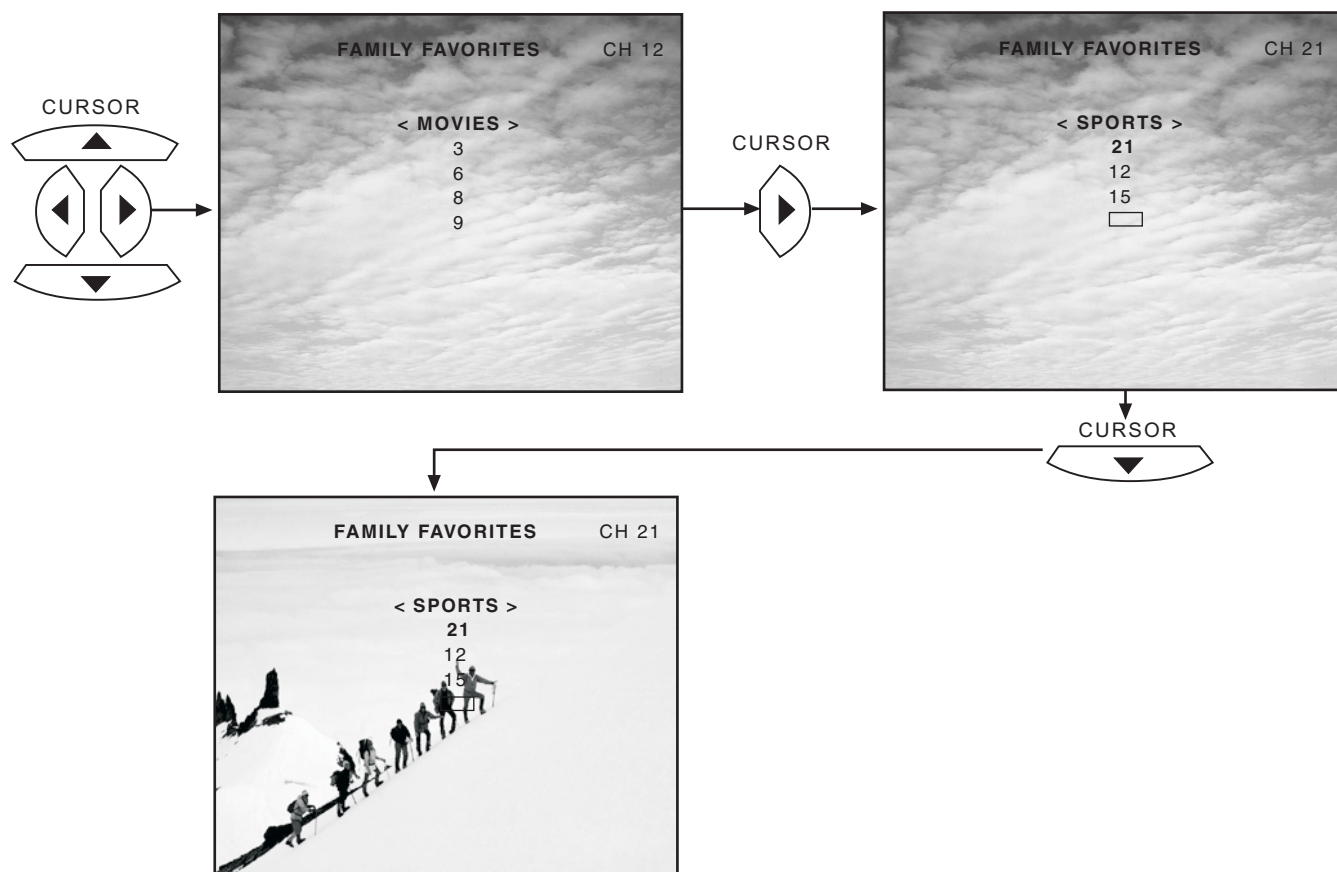 CURSOR
FAMILY FAVORITES CH 12
< MOVIES >
3
6
8
9
CURSOR
FAMILY FAVORITES CH 21
< SPORTS >
21
12
15
CURSOR
FAMILY FAVORITES CH 21
< SPORTS >
21
12
15